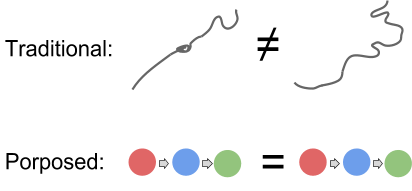 Traditional: ≠
Porposed: =